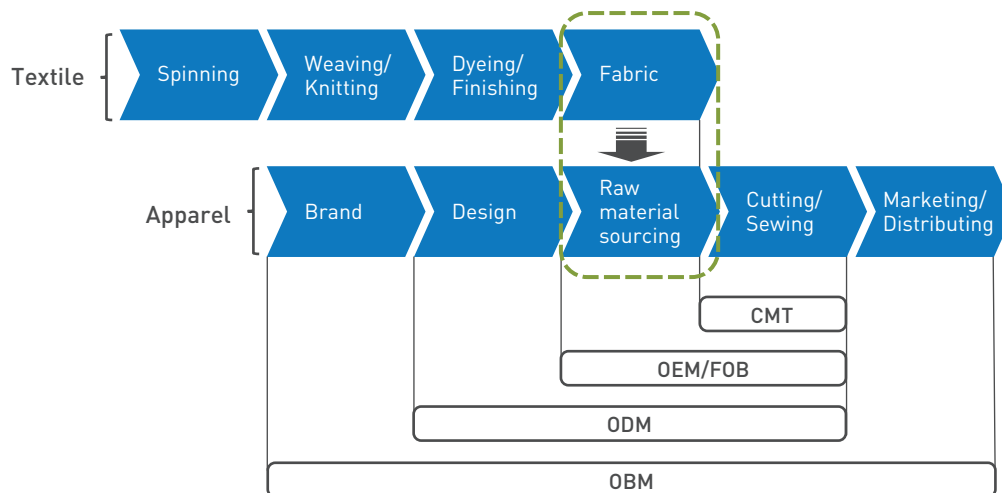 Textile
Spinning
Weaving/
Knitting
Dyeing/
Finishing
Fabric
Apparel
Brand
Design
Raw
material
sourcing
Cutting/
Sewing
Marketing/
Distributing
CMT
OEM/FOB
ODM
OBM